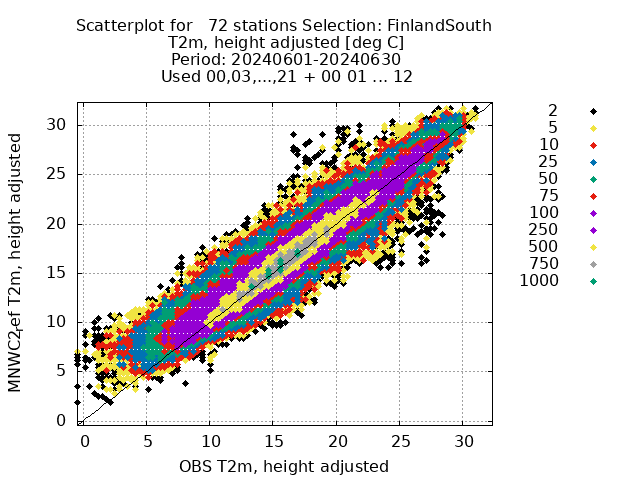 Scatterplot for   72 stations Selection: FinlandSouth
T2m, height adjusted [deg C]
Period: 20240601-20240630
Used 00,03,...,21 + 00 01 ... 12
2
5
10
25
50
75
100
250
500
750
1000
30
25
20
15
10
5
0
0 5 10 15 20 25 30
OBS T2m, height adjusted
T2m, height adjusted